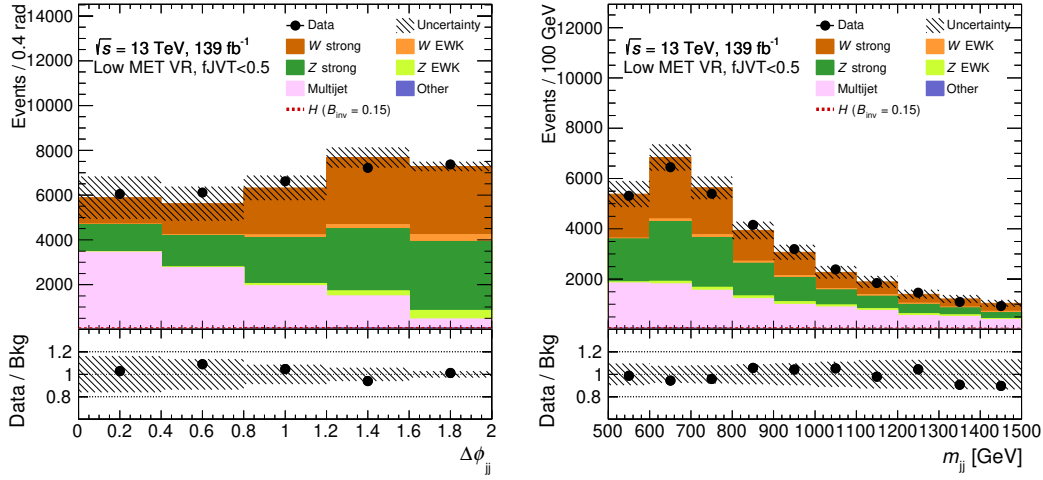 Events / 0.4 rad
14000
12000
10000
8000
6000
4000
2000
√s = 13 TeV, 139 fb⁻¹
Low MET VR, fJVT<0.5
Data
Uncertainty
W strong
W EWK
Z strong
Z EWK
Multijet
Other
H (B_inv = 0.15)
Data / Bkg
1.2
1
0.8
0 0.2 0.4 0.6 0.8 1 1.2 1.4 1.6 1.8 2
Δϕ_jj
Events / 100 GeV
12000
10000
8000
6000
4000
2000
√s = 13 TeV, 139 fb⁻¹
Low MET VR, fJVT<0.5
Data
Uncertainty
W strong
W EWK
Z strong
Z EWK
Multijet
Other
H (B_inv = 0.15)
Data / Bkg
1.2
1
0.8
500 600 700 800 900 1000 1100 1200 1300 1400 1500
m_jj [GeV]